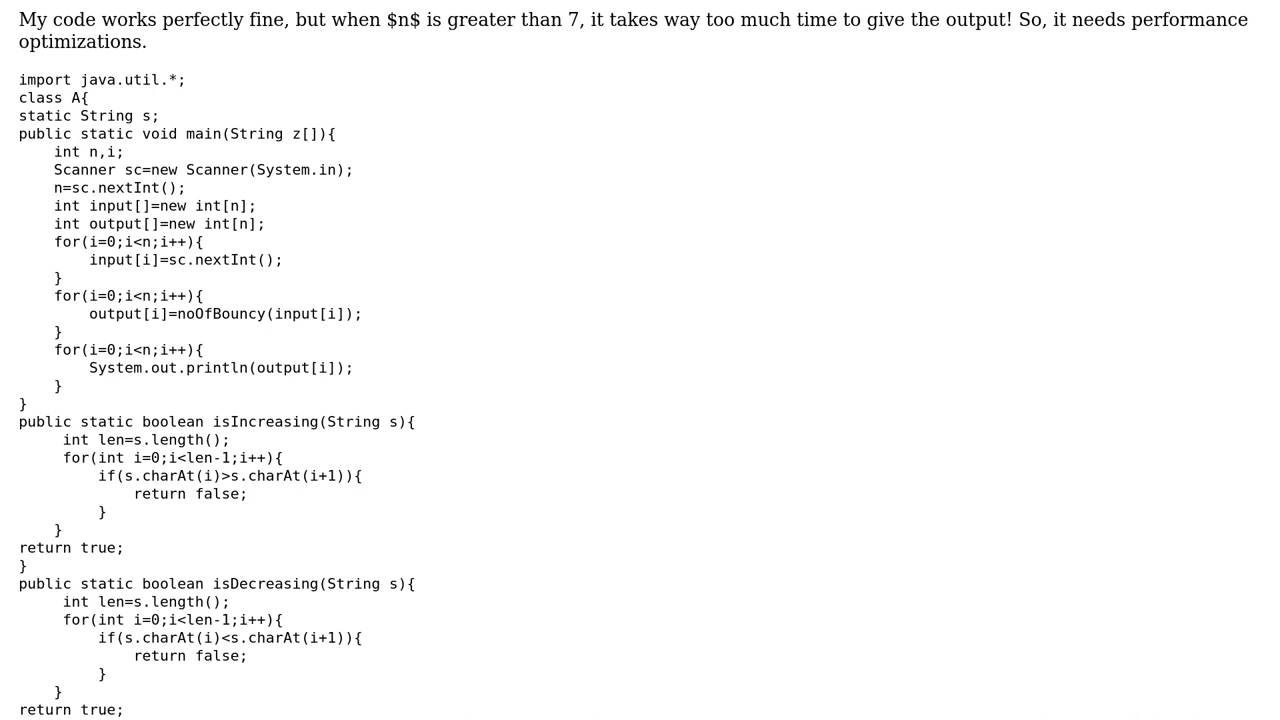 My code works perfectly fine, but when $n$ is greater than 7, it takes way too much time to give the output! So, it needs performance
optimizations.
import java.util.*;
class A{
static String s;
public static void main(String z[]){
    int n,i;
    Scanner sc=new Scanner(System.in);
    n=sc.nextInt();
    int input[]=new int[n];
    int output[]=new int[n];
    for(i=0;i<n;i++){
        input[i]=sc.nextInt();
    }
    for(i=0;i<n;i++){
        output[i]=noOfBouncy(input[i]);
    }
    for(i=0;i<n;i++){
        System.out.println(output[i]);
    }
}
public static boolean isIncreasing(String s){
     int len=s.length();
     for(int i=0;i<len-1;i++){
         if(s.charAt(i)>s.charAt(i+1)){
             return false;
         }
    }
return true;
}
public static boolean isDecreasing(String s){
     int len=s.length();
     for(int i=0;i<len-1;i++){
         if(s.charAt(i)<s.charAt(i+1)){
             return false;
         }
    }
return true;